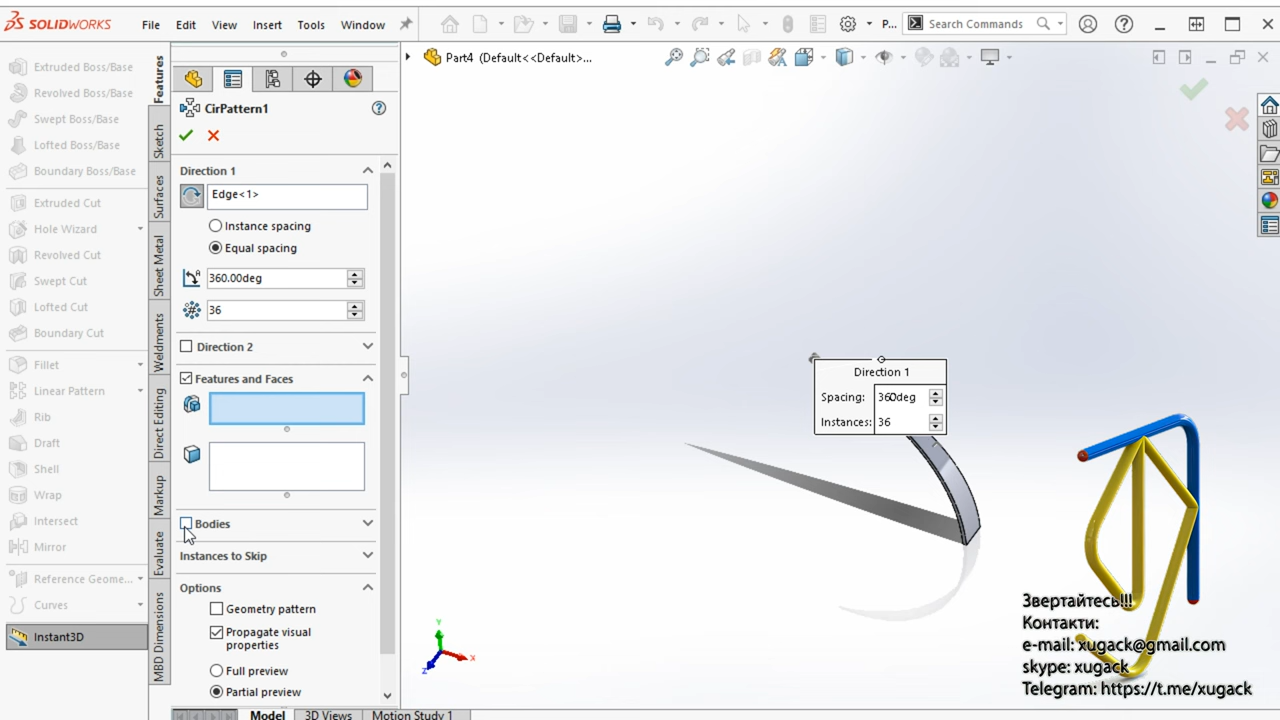 SOLIDWORKS
File
Edit
View
Insert
Tools
Window
P...
Search Commands
Extruded Boss/Base
Revolved Boss/Base
Swept Boss/Base
Lofted Boss/Base
Boundary Boss/Base
Extruded Cut
Hole Wizard
Revolved Cut
Swept Cut
Lofted Cut
Boundary Cut
Fillet
Linear Pattern
Rib
Draft
Shell
Wrap
Intersect
Mirror
Reference Geome...
Curves
Instant3D
Features
Sketch
Surfaces
Sheet Metal
Weldments
Direct Editing
Markup
Evaluate
MBD Dimensions
CirPattern1
Direction 1
Edge<1>
Instance spacing
Equal spacing
360.00deg
36
Direction 2
Features and Faces
Bodies
Instances to Skip
Options
Geometry pattern
Propagate visual
properties
Full preview
Partial preview
Part4 (Default<<Default>...
Direction 1
Spacing: 360deg
Instances: 36
Y
X
Z
Звертайтесь!!!
Контакти:
e-mail: xugack@gmail.com
skype: xugack
Telegram: https://t.me/xugack
Model
3D Views
Motion Study 1